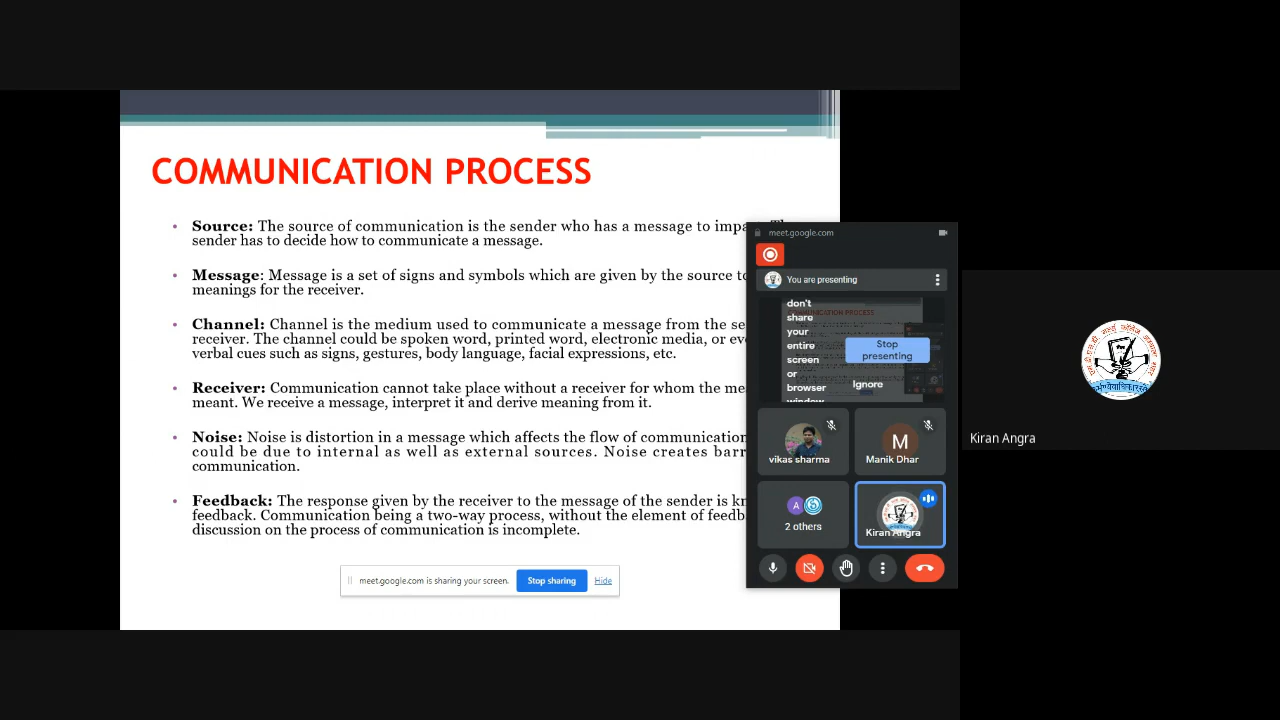 COMMUNICATION PROCESS
• Source: The source of communication is the sender who has a message to
sender has to decide how to communicate a message.
• Message: Message is a set of signs and symbols which are given by the source
meanings for the receiver.
• Channel: Channel is the medium used to communicate a message from the
receiver. The channel could be spoken word, printed word, electronic media, or
verbal cues such as signs, gestures, body language, facial expressions, etc.
• Receiver: Communication cannot take place without a receiver for whom the
meant. We receive a message, interpret it and derive meaning from it.
• Noise: Noise is distortion in a message which affects the flow of communication
could be due to internal as well as external sources. Noise creates
communication.
• Feedback: The response given by the receiver to the message of the sender is
feedback. Communication being a two-way process, without the element of
discussion on the process of communication is incomplete.
meet.google.com is sharing your screen. Stop sharing Hide
meet.google.com
You are presenting
don't
share
your
entire
screen
or
browser
window
Stop
presenting
Ignore
vikas sharma
M
Manik Dhar
A
2 others
Kiran Angra
Kiran Angra